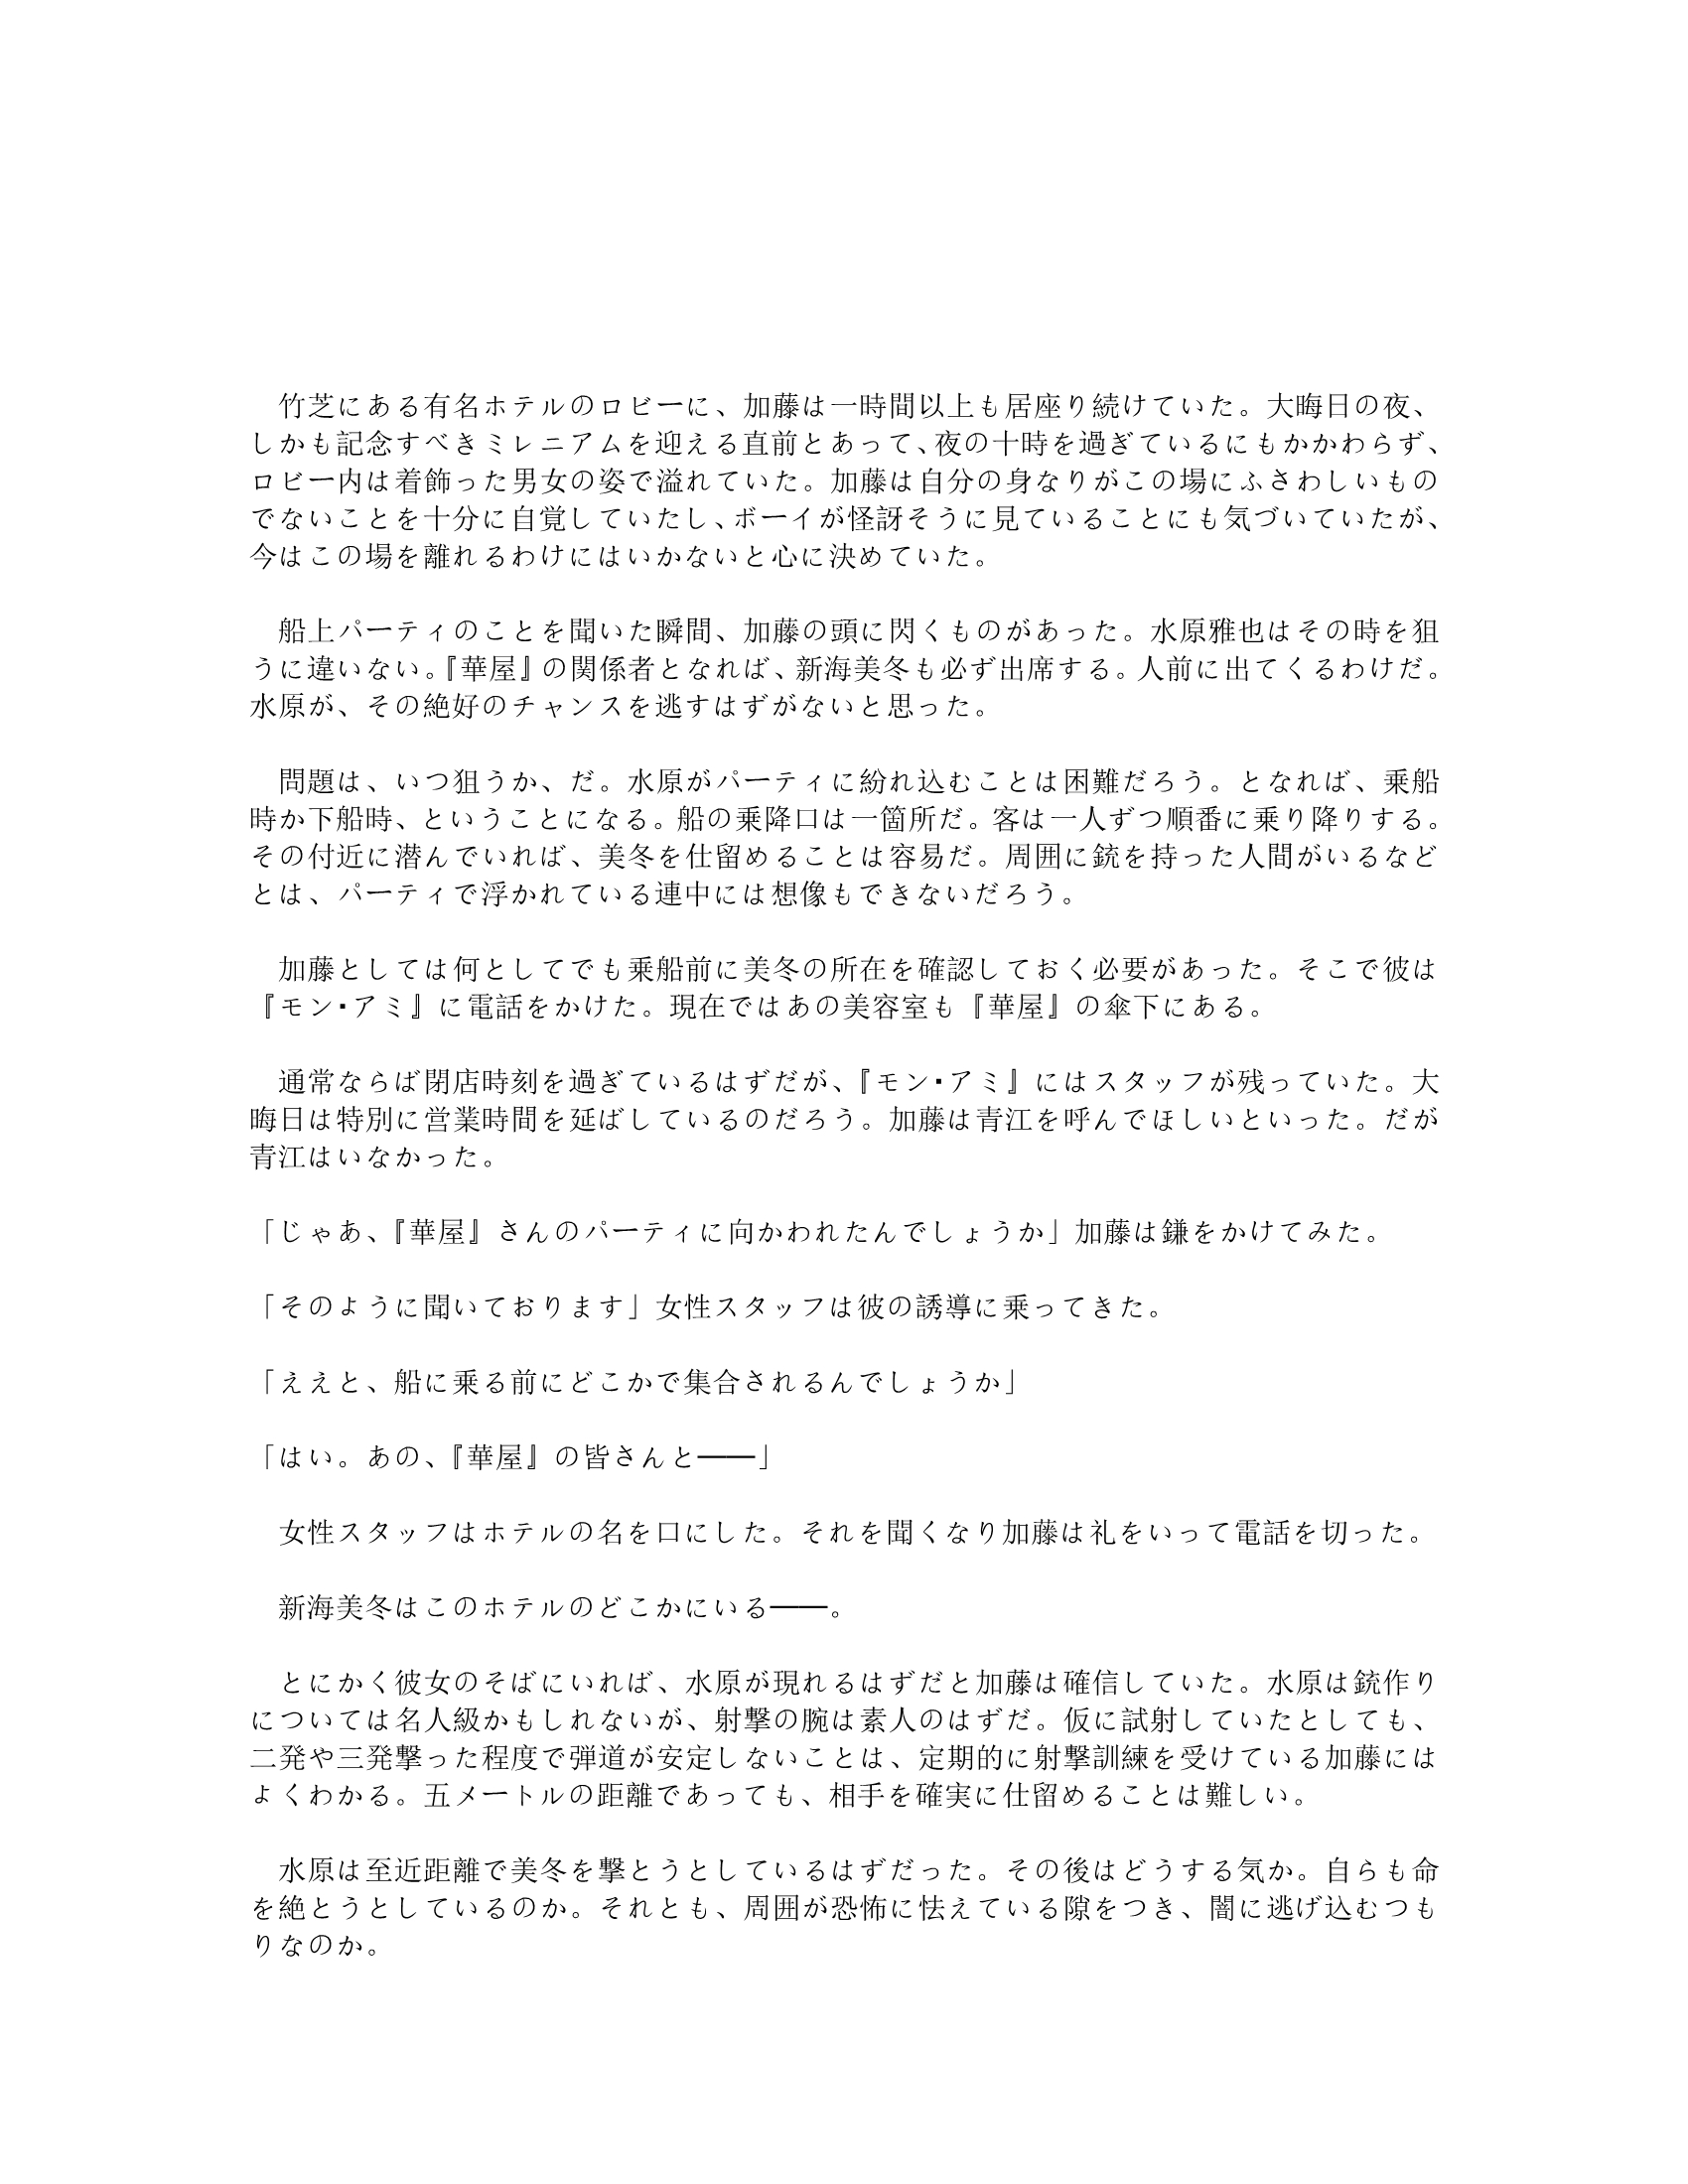 竹芝にある有名ホテルのロビーに、加藤は一時間以上も居座り続けていた。大晦日の夜、
しかも記念すべきミレニアムを迎える直前とあって、夜の十時を過ぎているにもかかわらず、
ロビー内は着飾った男女の姿で溢れていた。加藤は自分の身なりがこの場にふさわしいもの
でないことを十分に自覚していたし、ボーイが怪訝そうに見ていることにも気づいていたが、
今はこの場を離れるわけにはいかないと心に決めていた。
　船上パーティのことを聞いた瞬間、加藤の頭に閃くものがあった。水原雅也はその時を狙
うに違いない。『華屋』の関係者となれば、新海美冬も必ず出席する。人前に出てくるわけだ。
水原が、その絶好のチャンスを逃すはずがないと思った。
　問題は、いつ狙うか、だ。水原がパーティに紛れ込むことは困難だろう。となれば、乗船
時か下船時、ということになる。船の乗降口は一箇所だ。客は一人ずつ順番に乗り降りする。
その付近に潜んでいれば、美冬を仕留めることは容易だ。周囲に銃を持った人間がいるなど
とは、パーティで浮かれている連中には想像もできないだろう。
　加藤としては何としてでも乗船前に美冬の所在を確認しておく必要があった。そこで彼は
『モン・アミ』に電話をかけた。現在ではあの美容室も『華屋』の傘下にある。
　通常ならば閉店時刻を過ぎているはずだが、『モン・アミ』にはスタッフが残っていた。大
晦日は特別に営業時間を延ばしているのだろう。加藤は青江を呼んでほしいといった。だが
青江はいなかった。
「じゃあ、『華屋』さんのパーティに向かわれたんでしょうか」加藤は鎌をかけてみた。
「そのように聞いております」女性スタッフは彼の誘導に乗ってきた。
「ええと、船に乗る前にどこかで集合されるんでしょうか」
「はい。あの、『華屋』の皆さんと――」
　女性スタッフはホテルの名を口にした。それを聞くなり加藤は礼をいって電話を切った。
　新海美冬はこのホテルのどこかにいる――。
　とにかく彼女のそばにいれば、水原が現れるはずだと加藤は確信していた。水原は銃作り
については名人級かもしれないが、射撃の腕は素人のはずだ。仮に試射していたとしても、
二発や三発撃った程度で弾道が安定しないことは、定期的に射撃訓練を受けている加藤には
よくわかる。五メートルの距離であっても、相手を確実に仕留めることは難しい。
　水原は至近距離で美冬を撃とうとしているはずだった。その後はどうする気か。自らも命
を絶とうとしているのか。それとも、周囲が恐怖に怯えている隙をつき、闇に逃げ込むつも
りなのか。